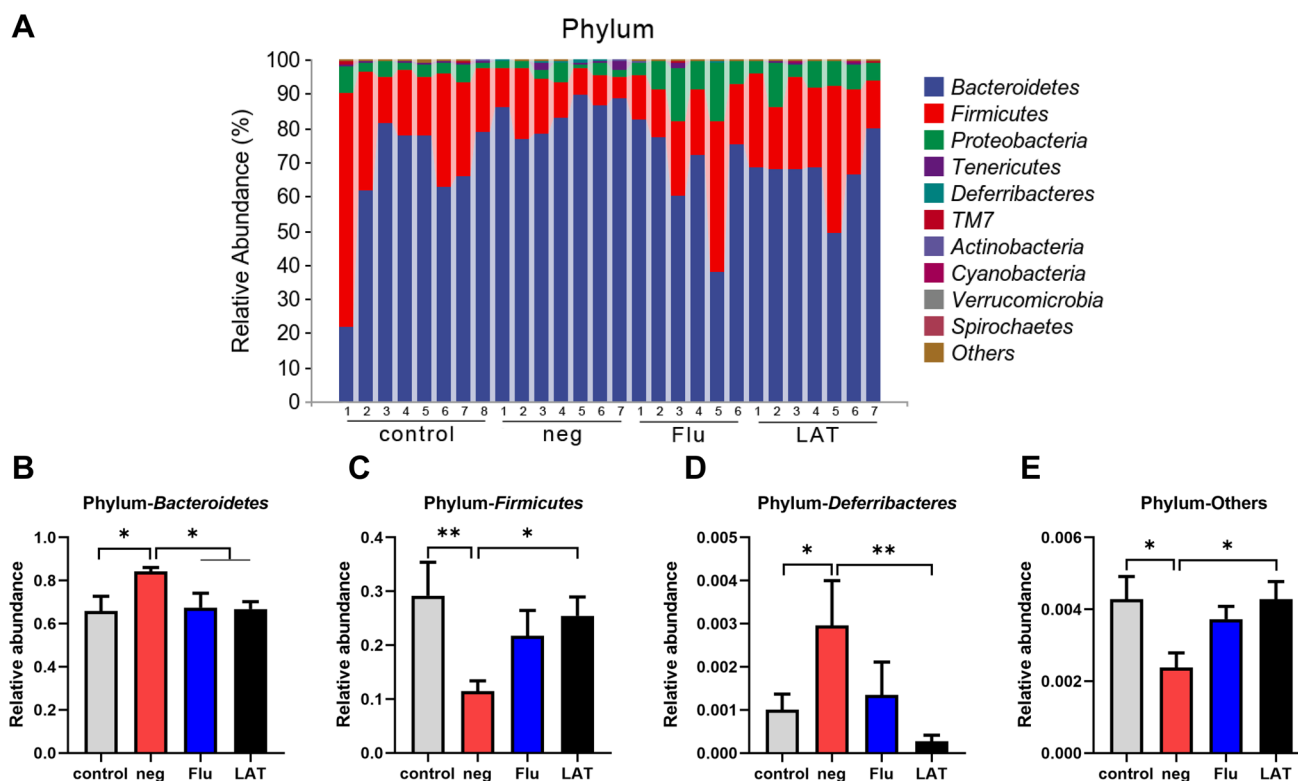 A
Phylum
Relative Abundance (%)
100
90
80
70
60
50
40
30
20
10
0
1 2 3 4 5 6 7 8 1 2 3 4 5 6 7 1 2 3 4 5 6 1 2 3 4 5 6 7
control neg Flu LAT
Bacteroidetes
Firmicutes
Proteobacteria
Tenericutes
Deferribacteres
TM7
Actinobacteria
Cyanobacteria
Verrucomicrobia
Spirochaetes
Others
B
Phylum-Bacteroidetes
Relative abundance
1.0
0.8
0.6
0.4
0.2
0.0
* *
control neg Flu LAT
C
Phylum-Firmicutes
Relative abundance
0.4
0.3
0.2
0.1
0.0
** *
control neg Flu LAT
D
Phylum-Deferribacteres
Relative abundance
0.005
0.004
0.003
0.002
0.001
0.000
* **
control neg Flu LAT
E
Phylum-Others
Relative abundance
0.006
0.004
0.002
0.000
* *
control neg Flu LAT